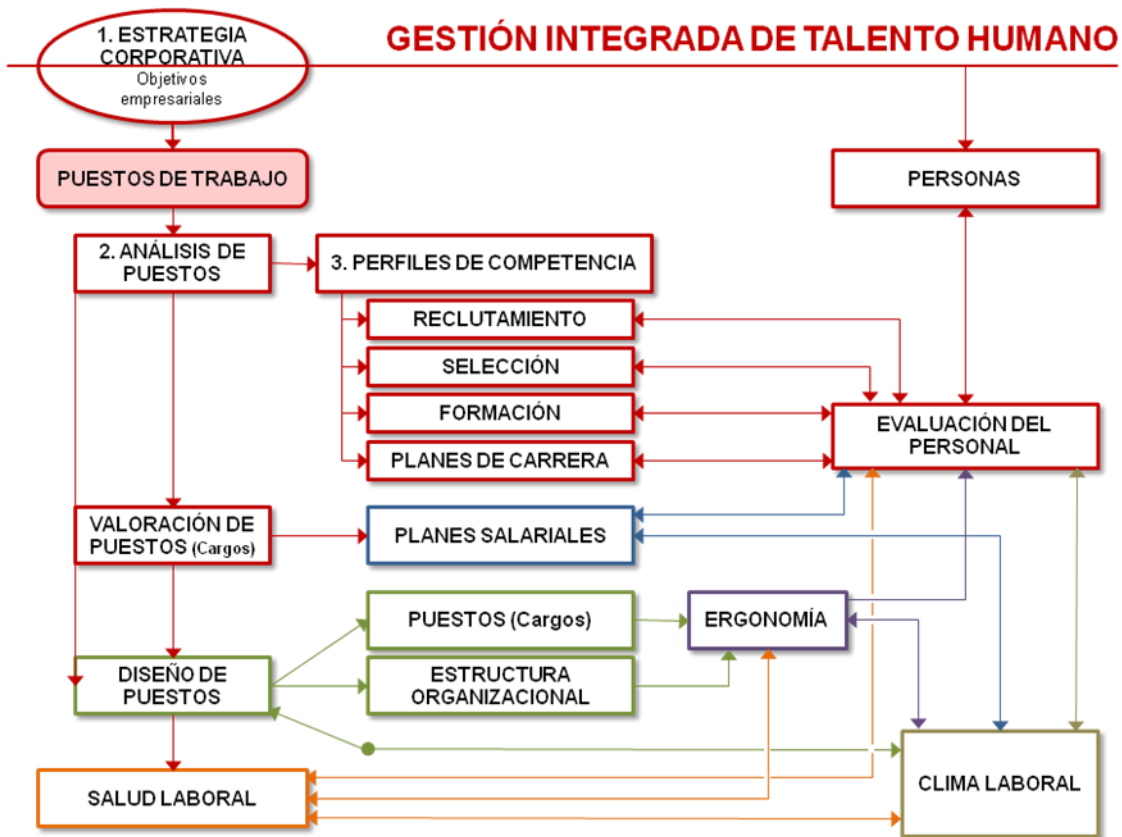 1. ESTRATEGIA
CORPORATIVA
Objetivos
empresariales
GESTIÓN INTEGRADA DE TALENTO HUMANO
PUESTOS DE TRABAJO
PERSONAS
2. ANÁLISIS DE
PUESTOS
3. PERFILES DE COMPETENCIA
RECLUTAMIENTO
SELECCIÓN
FORMACIÓN
PLANES DE CARRERA
EVALUACIÓN DEL
PERSONAL
VALORACIÓN DE
PUESTOS (Cargos)
PLANES SALARIALES
PUESTOS (Cargos)
ERGONOMÍA
DISEÑO DE
PUESTOS
ESTRUCTURA
ORGANIZACIONAL
SALUD LABORAL
CLIMA LABORAL